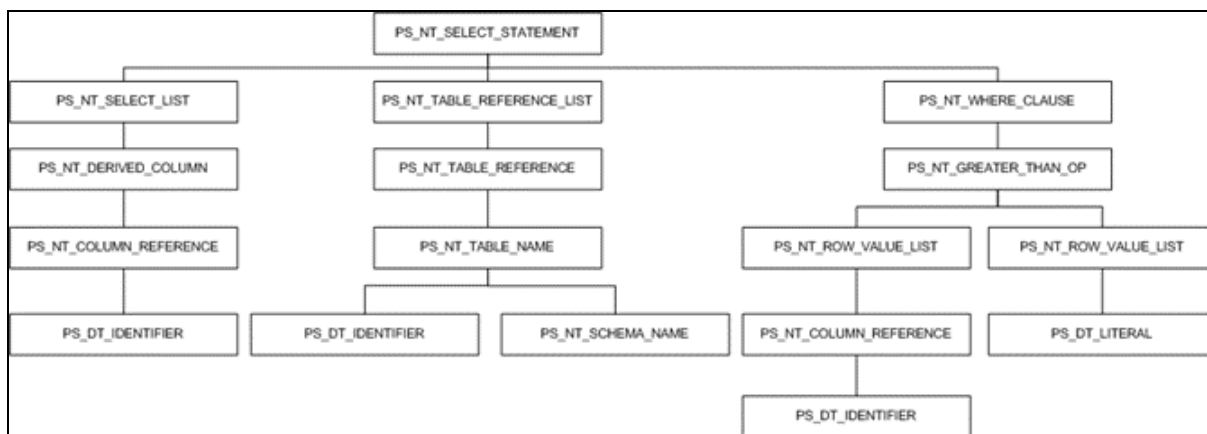 PS_NT_SELECT_STATEMENT
PS_NT_SELECT_LIST
PS_NT_TABLE_REFERENCE_LIST
PS_NT_WHERE_CLAUSE
PS_NT_DERIVED_COLUMN
PS_NT_TABLE_REFERENCE
PS_NT_GREATER_THAN_OP
PS_NT_COLUMN_REFERENCE
PS_NT_TABLE_NAME
PS_NT_ROW_VALUE_LIST
PS_NT_ROW_VALUE_LIST
PS_DT_IDENTIFIER
PS_DT_IDENTIFIER
PS_NT_SCHEMA_NAME
PS_NT_COLUMN_REFERENCE
PS_DT_LITERAL
PS_DT_IDENTIFIER